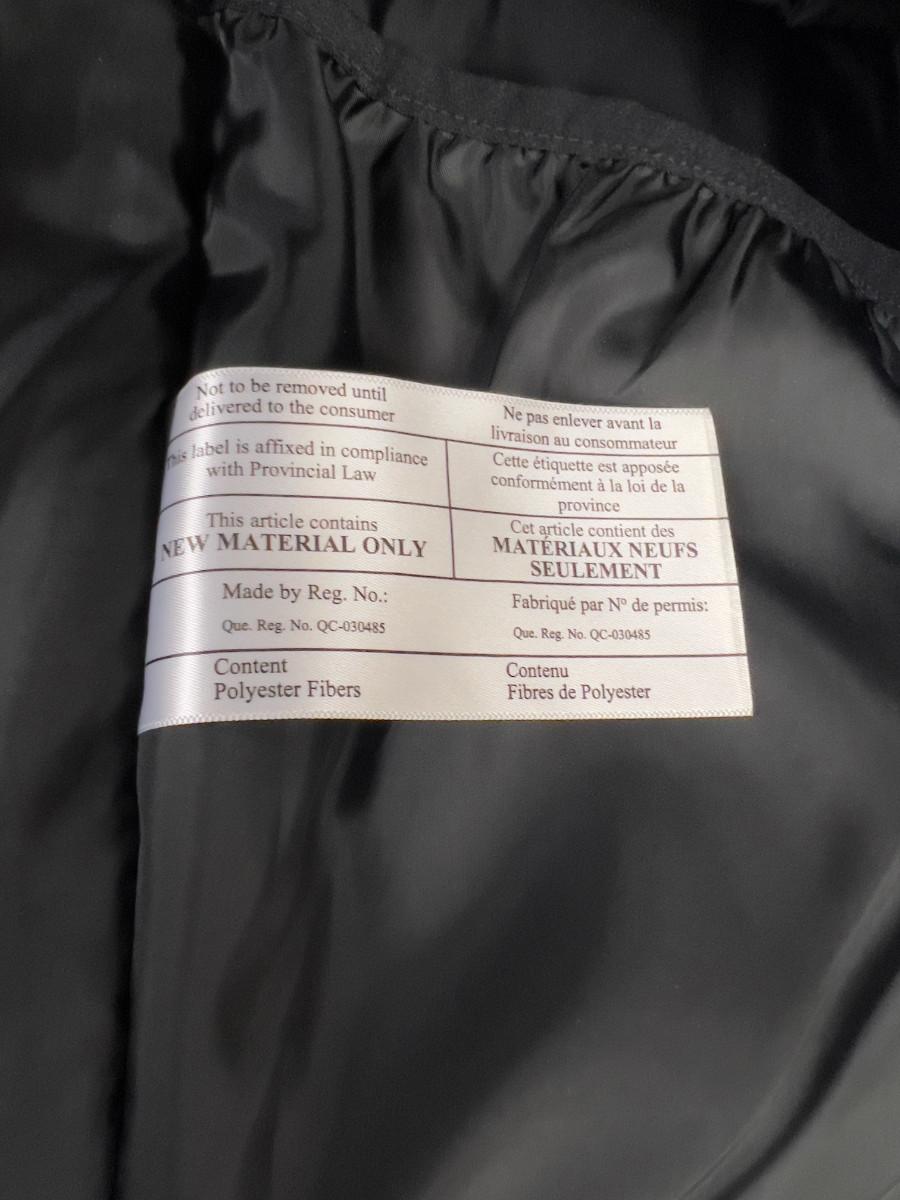 Not to be removed until
delivered to the consumer
Ne pas enlever avant la
livraison au consommateur
This label is affixed in compliance
with Provincial Law
Cette étiquette est apposée
conformément à la loi de la
province
This article contains
NEW MATERIAL ONLY
Cet article contient des
MATÉRIAUX NEUFS
SEULEMENT
Made by Reg. No.:
Que. Reg. No. QC-030485
Fabriqué par Nº de permis:
Que. Reg. No. QC-030485
Content
Polyester Fibers
Contenu
Fibres de Polyester